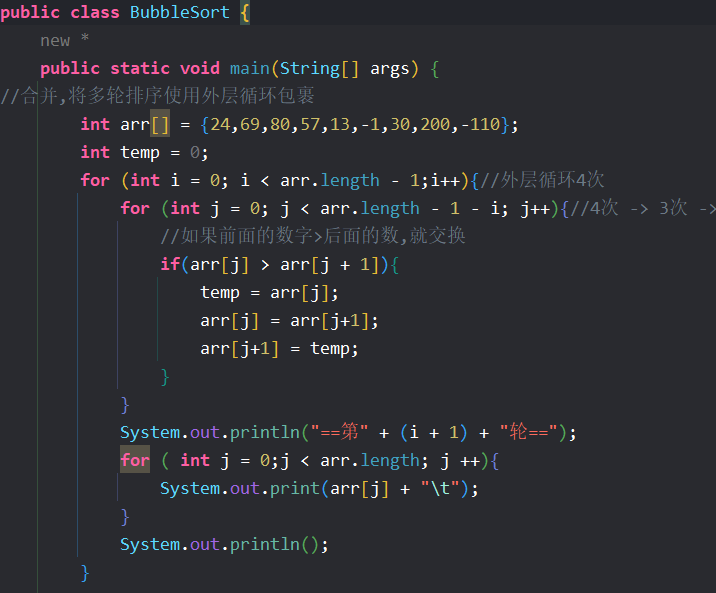 public class BubbleSort {
new *
public static void main(String[] args) {
//合并,将多轮排序使用外层循环包裹
int arr[] = {24,69,80,57,13,-1,30,200,-110};
int temp = 0;
for (int i = 0; i < arr.length - 1;i++){//外层循环4次
for (int j = 0; j < arr.length - 1 - i; j++){//4次 -> 3次 ->
//如果前面的数字>后面的数,就交换
if(arr[j] > arr[j + 1]){
temp = arr[j];
arr[j] = arr[j+1];
arr[j+1] = temp;
}
}
System.out.println("==第" + (i + 1) + "轮==");
for ( int j = 0;j < arr.length; j ++){
System.out.print(arr[j] + "\t");
}
System.out.println();
}